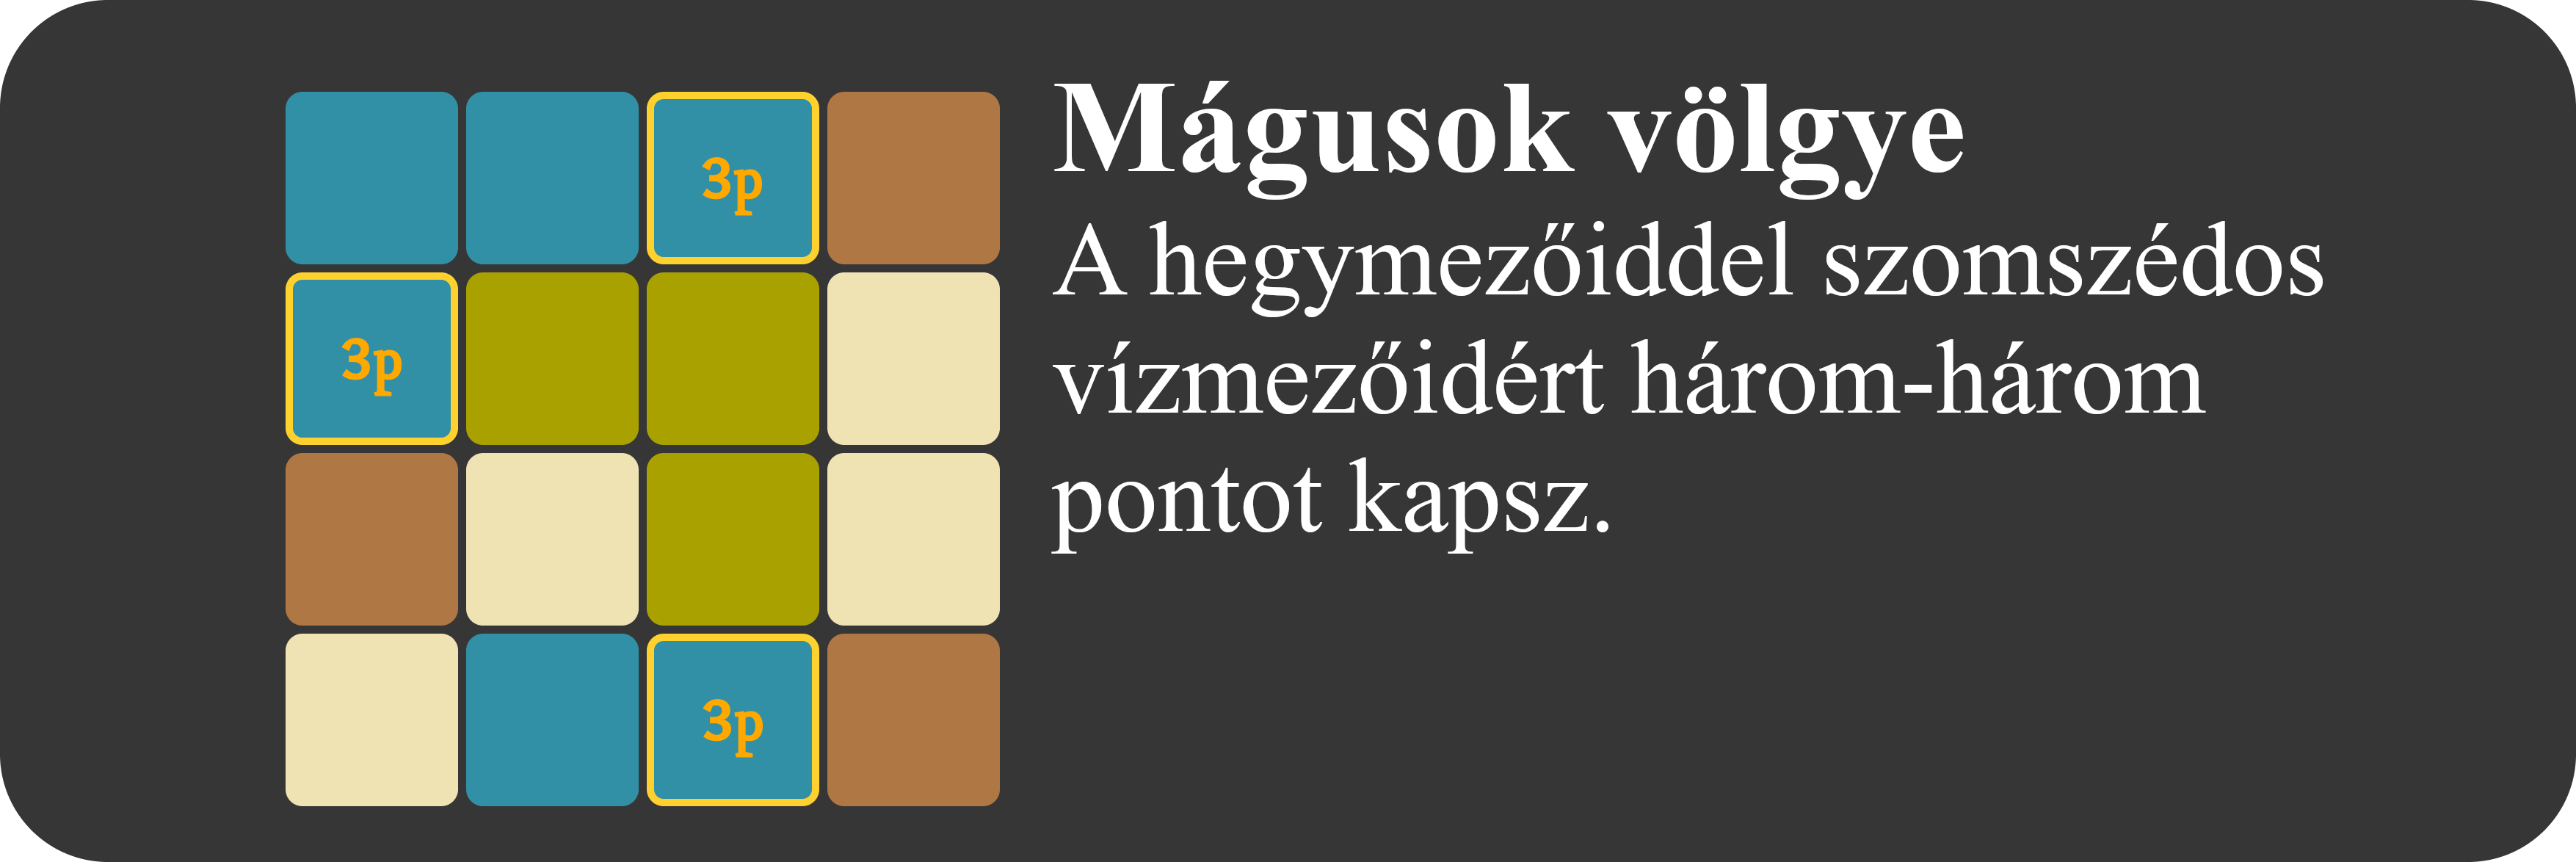 Mágusok völgye
A hegymezőiddel szomszédos
vízmezőidért három-három
pontot kapsz.
3p
3p
3p